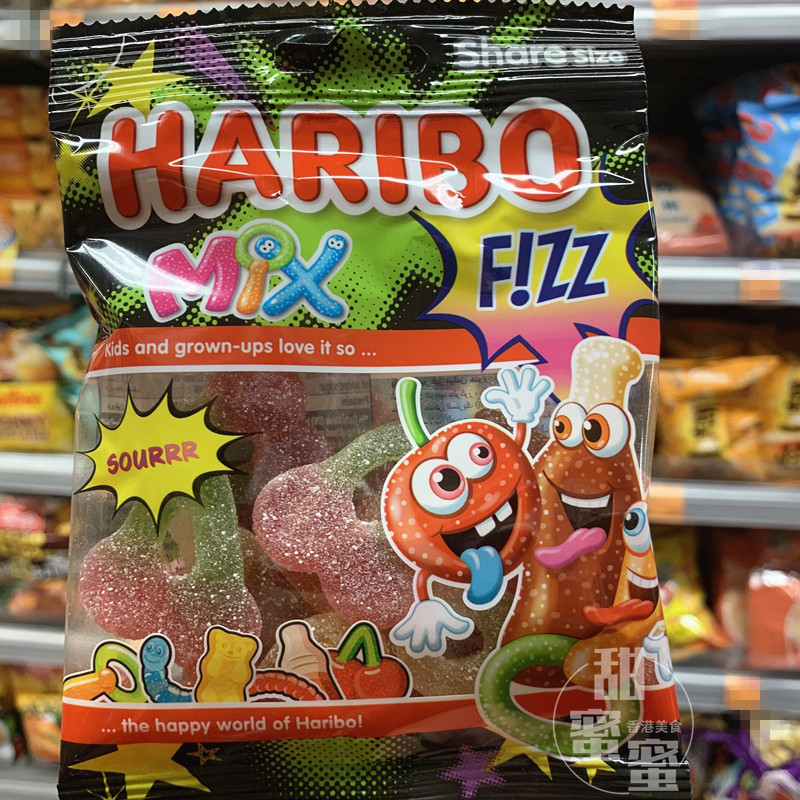 Share size
HARIBO
MiX
F!ZZ
Kids and grown-ups love it so ...
SOURRR
... the happy world of Haribo!
甜蜜蜜
香港美食